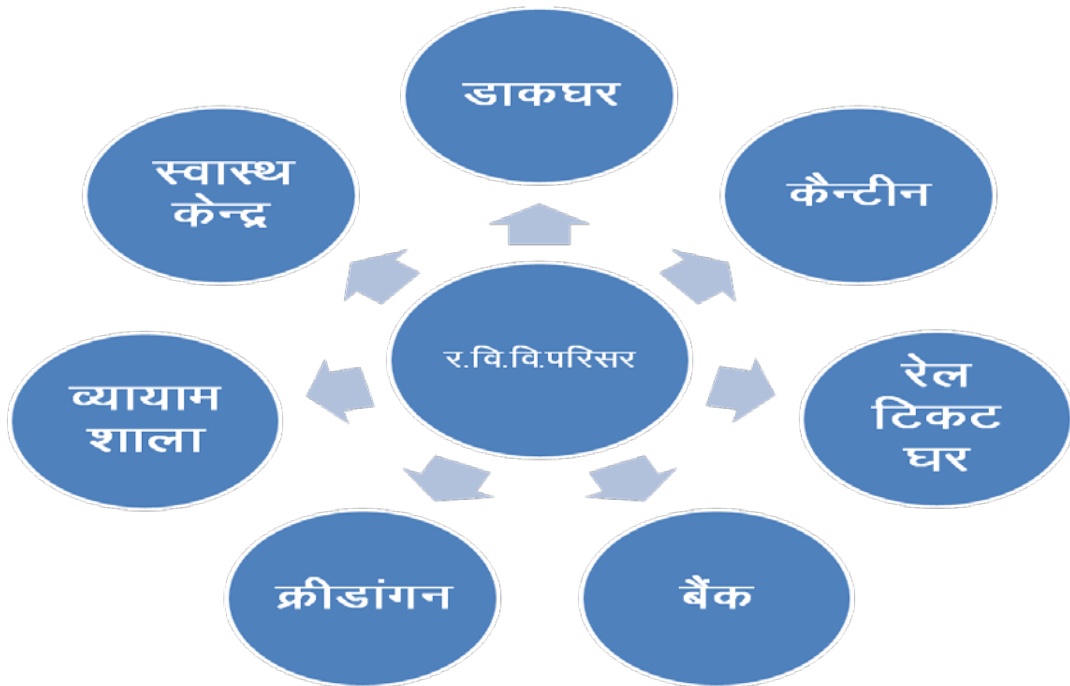 डाकघर
कैन्टीन
रेल
टिकट
घर
बैंक
क्रीडांगन
व्यायाम
शाला
स्वास्थ
केन्द्र
र.वि.वि.परिसर